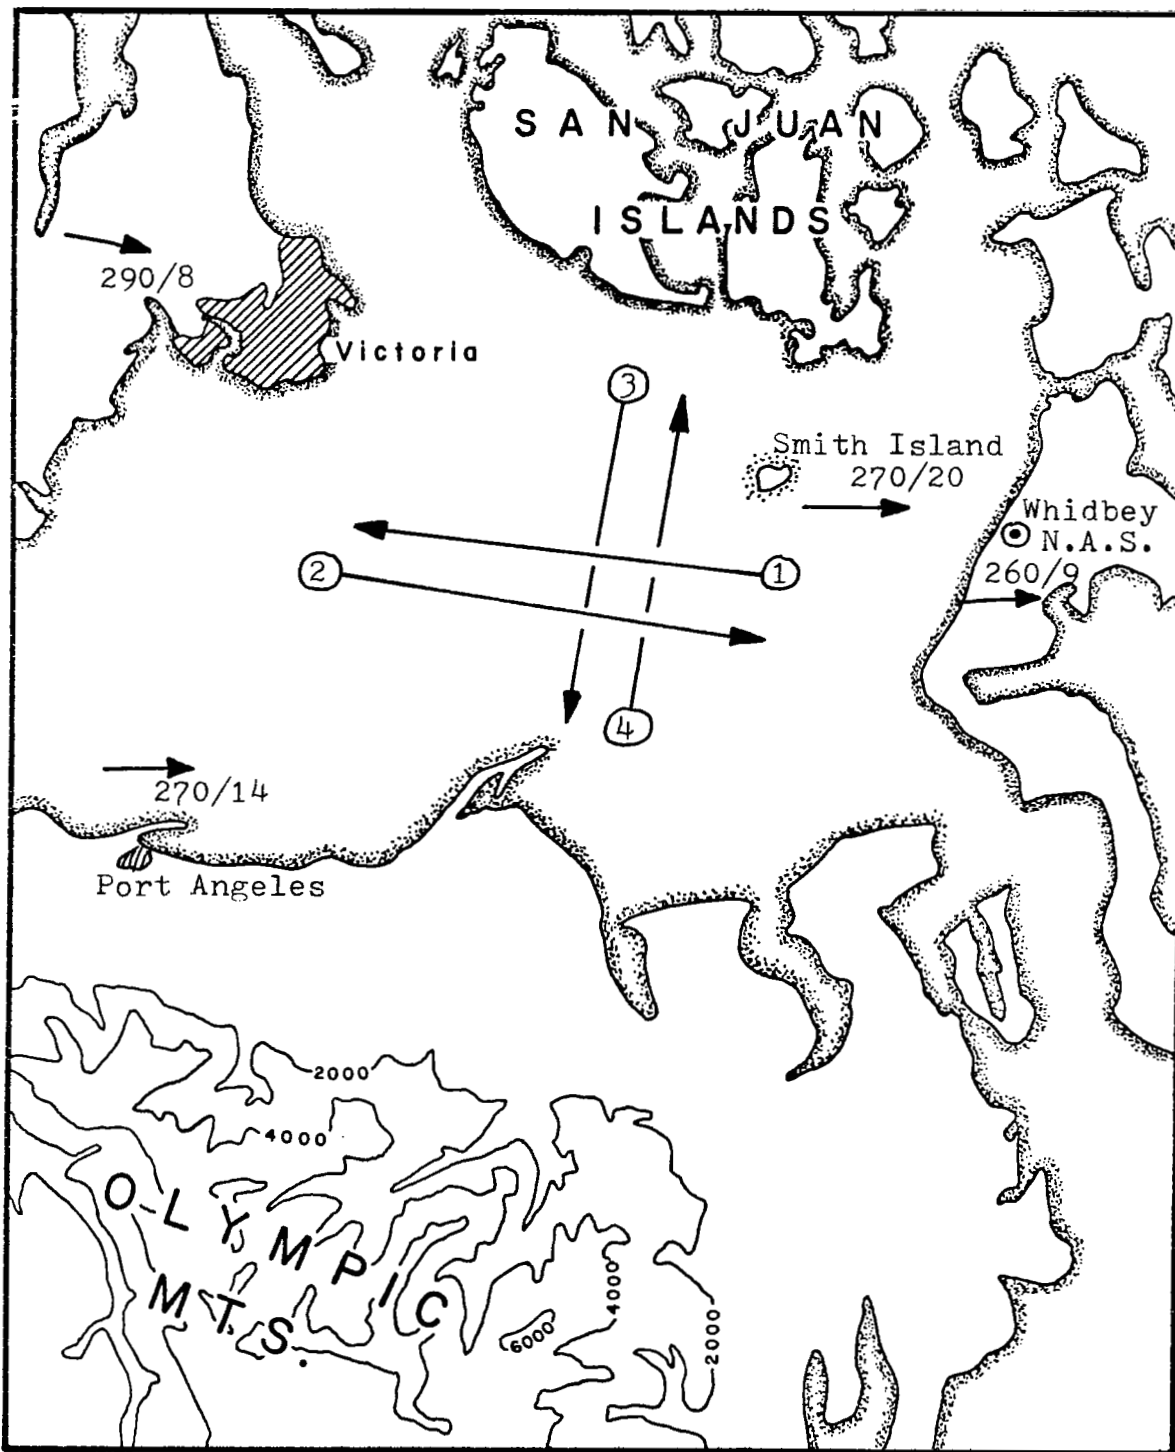 SAN JUAN
ISLANDS
290/8
Victoria
3
Smith Island
270/20
Whidbey
N.A.S.
260/9
2
1
4
270/14
Port Angeles
2000
4000
OLYMPIC
MTS.
6000
4000
2000